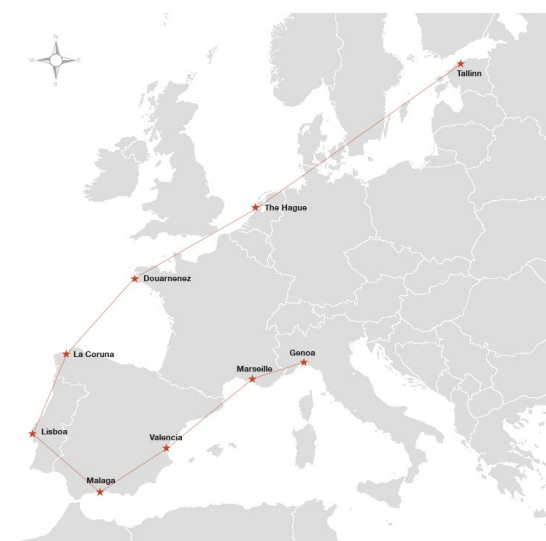 N
W
E
S
Tallinn
The Hague
Douarnenez
La Coruna
Genoa
Marseille
Lisboa
Valencia
Malaga